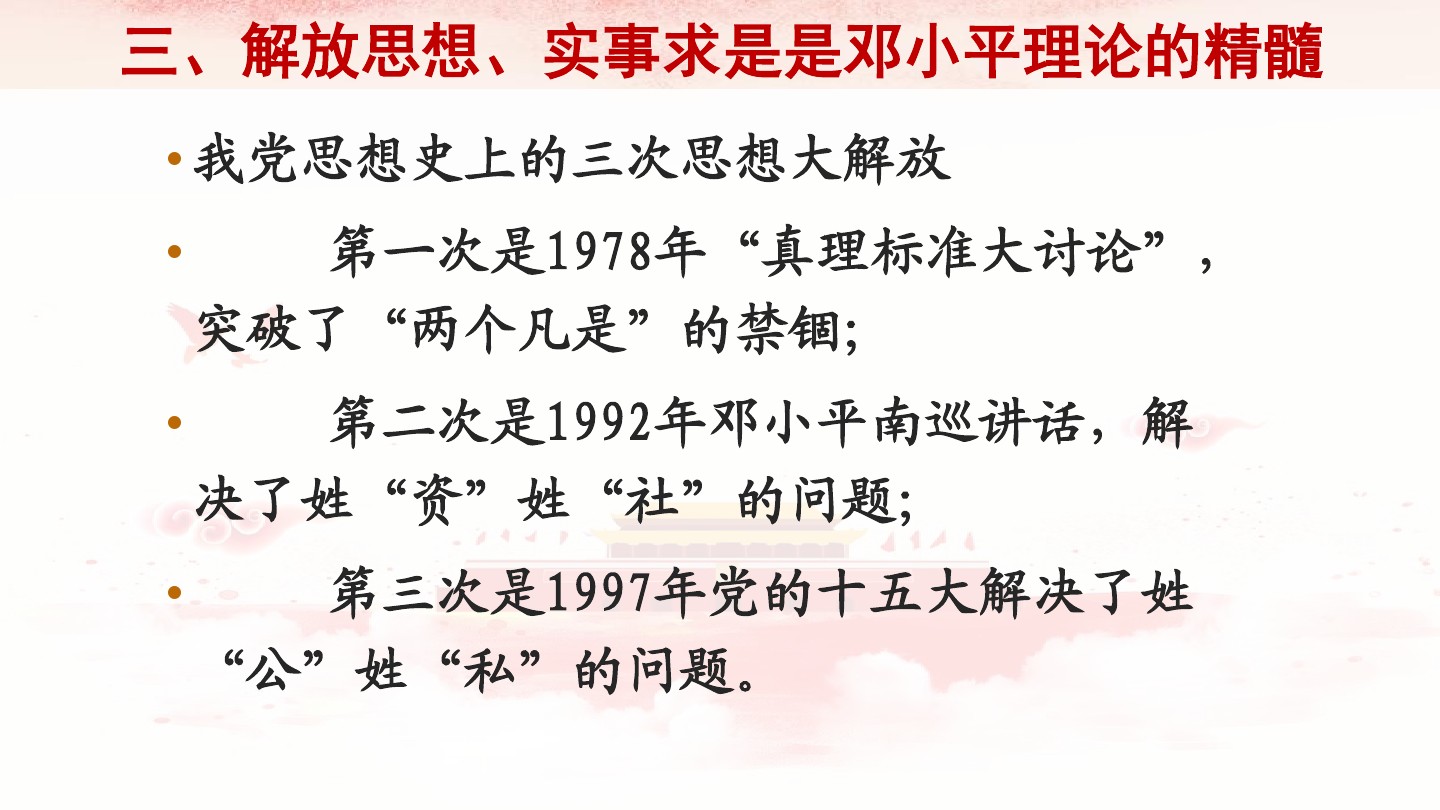 三、解放思想、实事求是是邓小平理论的精髓
•我党思想史上的三次思想大解放
• 第一次是1978年“真理标准大讨论”，
突破了“两个凡是”的禁锢;
• 第二次是1992年邓小平南巡讲话，解
决了姓“资”姓“社”的问题;
• 第三次是1997年党的十五大解决了姓
“公”姓“私”的问题。